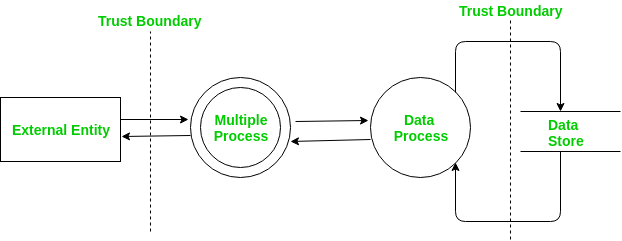 Trust Boundary
Trust Boundary
External Entity
Multiple
Process
Data
Process
Data
Store